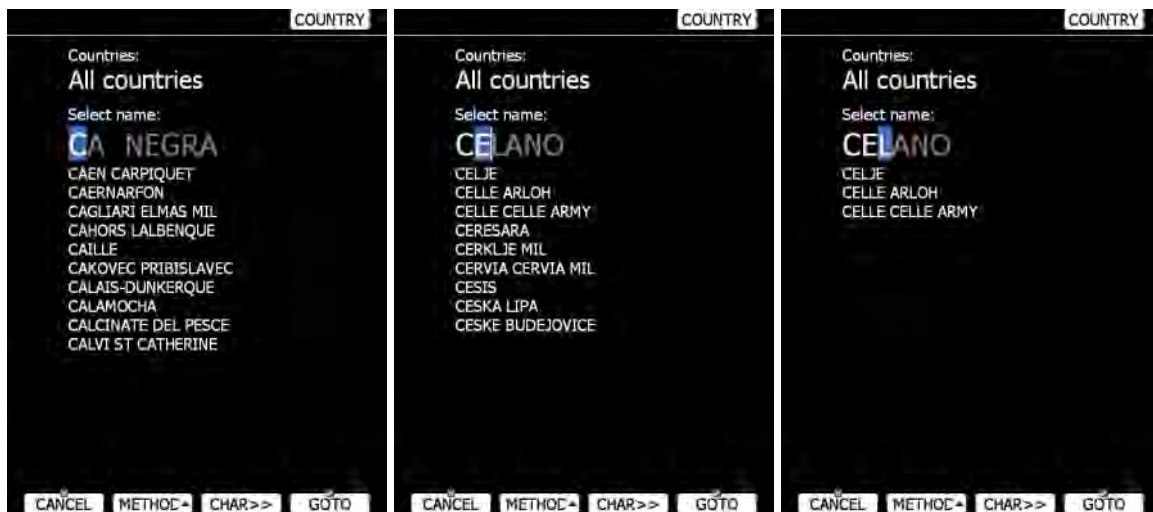 COUNTRY
Countries:
All countries
Select name:
CA NEGRA
CAEN CARPIQUET
CAERNARFON
CAGLIARI ELMAS MIL
CAHORS LALBENQUE
CAILLE
CAKOVEC PRIBISLAVEC
CALAIS-DUNKERQUE
CALAMOCHA
CALCINATE DEL PESCE
CALVI ST CATHERINE
CANCEL METHOD CHAR>> GOTO
COUNTRY
Countries:
All countries
Select name:
CELANO
CELJE
CELLE ARLOH
CELLE CELLE ARMY
CERESARA
CERKLJE MIL
CERVIA CERVIA MIL
CESIS
CESKA LIPA
CESKE BUDEJOVICE
CANCEL METHOD CHAR>> GOTO
COUNTRY
Countries:
All countries
Select name:
CELANO
CELJE
CELLE ARLOH
CELLE CELLE ARMY
CANCEL METHOD CHAR>> GOTO